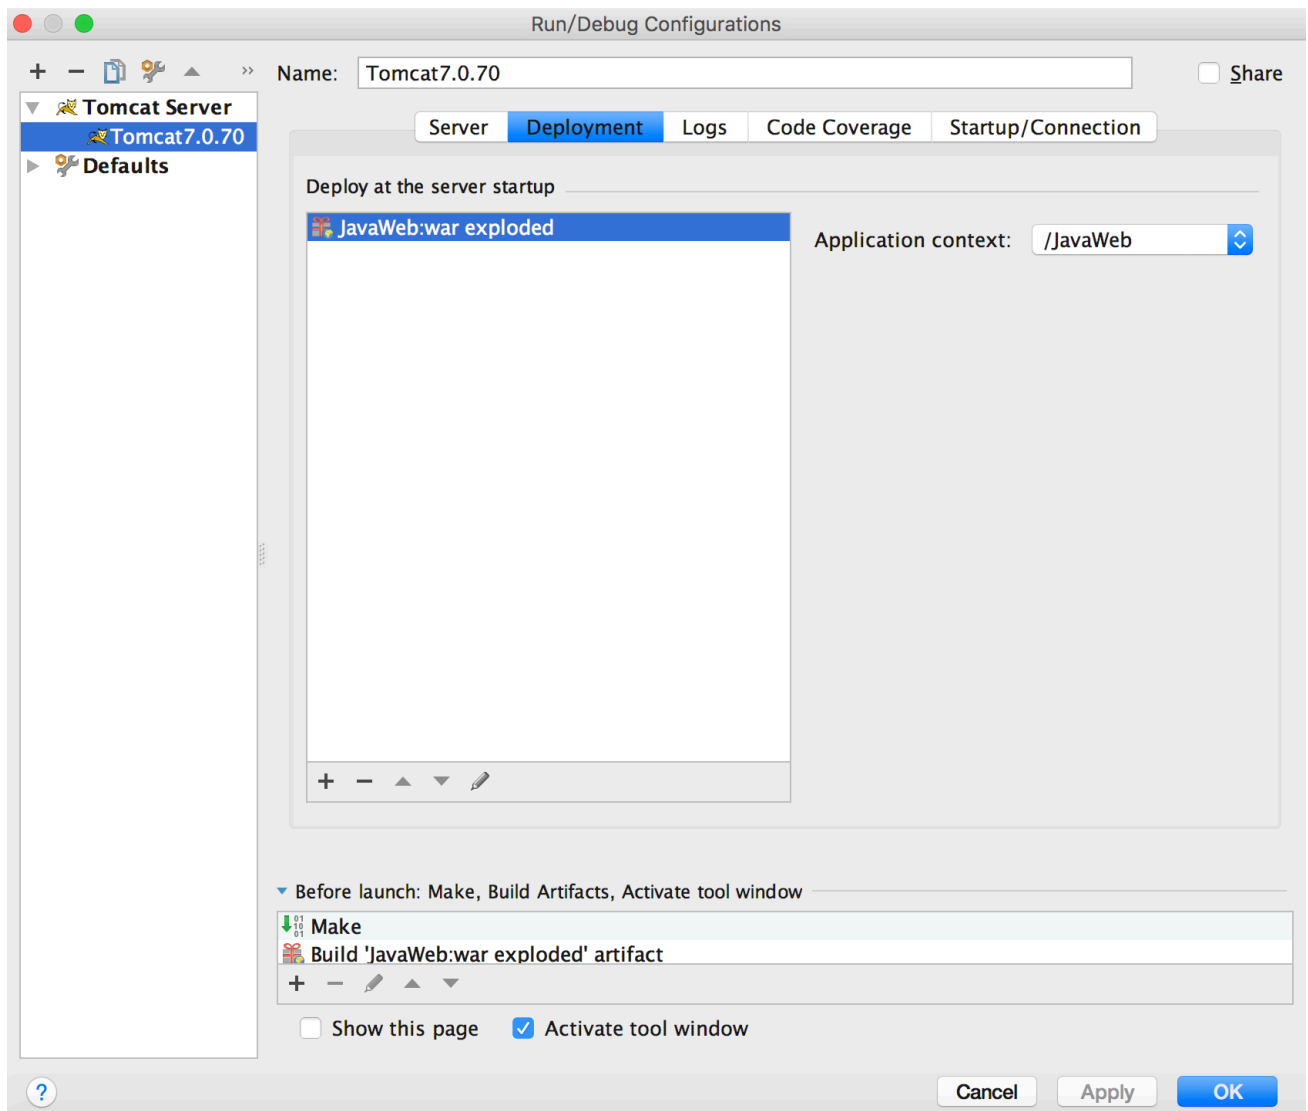 Run/Debug Configurations
Name: Tomcat7.0.70 Share
Tomcat Server
Tomcat7.0.70
Defaults
Server Deployment Logs Code Coverage Startup/Connection
Deploy at the server startup
JavaWeb:war exploded
Application context: /JavaWeb
Before launch: Make, Build Artifacts, Activate tool window
Make
Build 'JavaWeb:war exploded' artifact
Show this page Activate tool window
? Cancel Apply OK